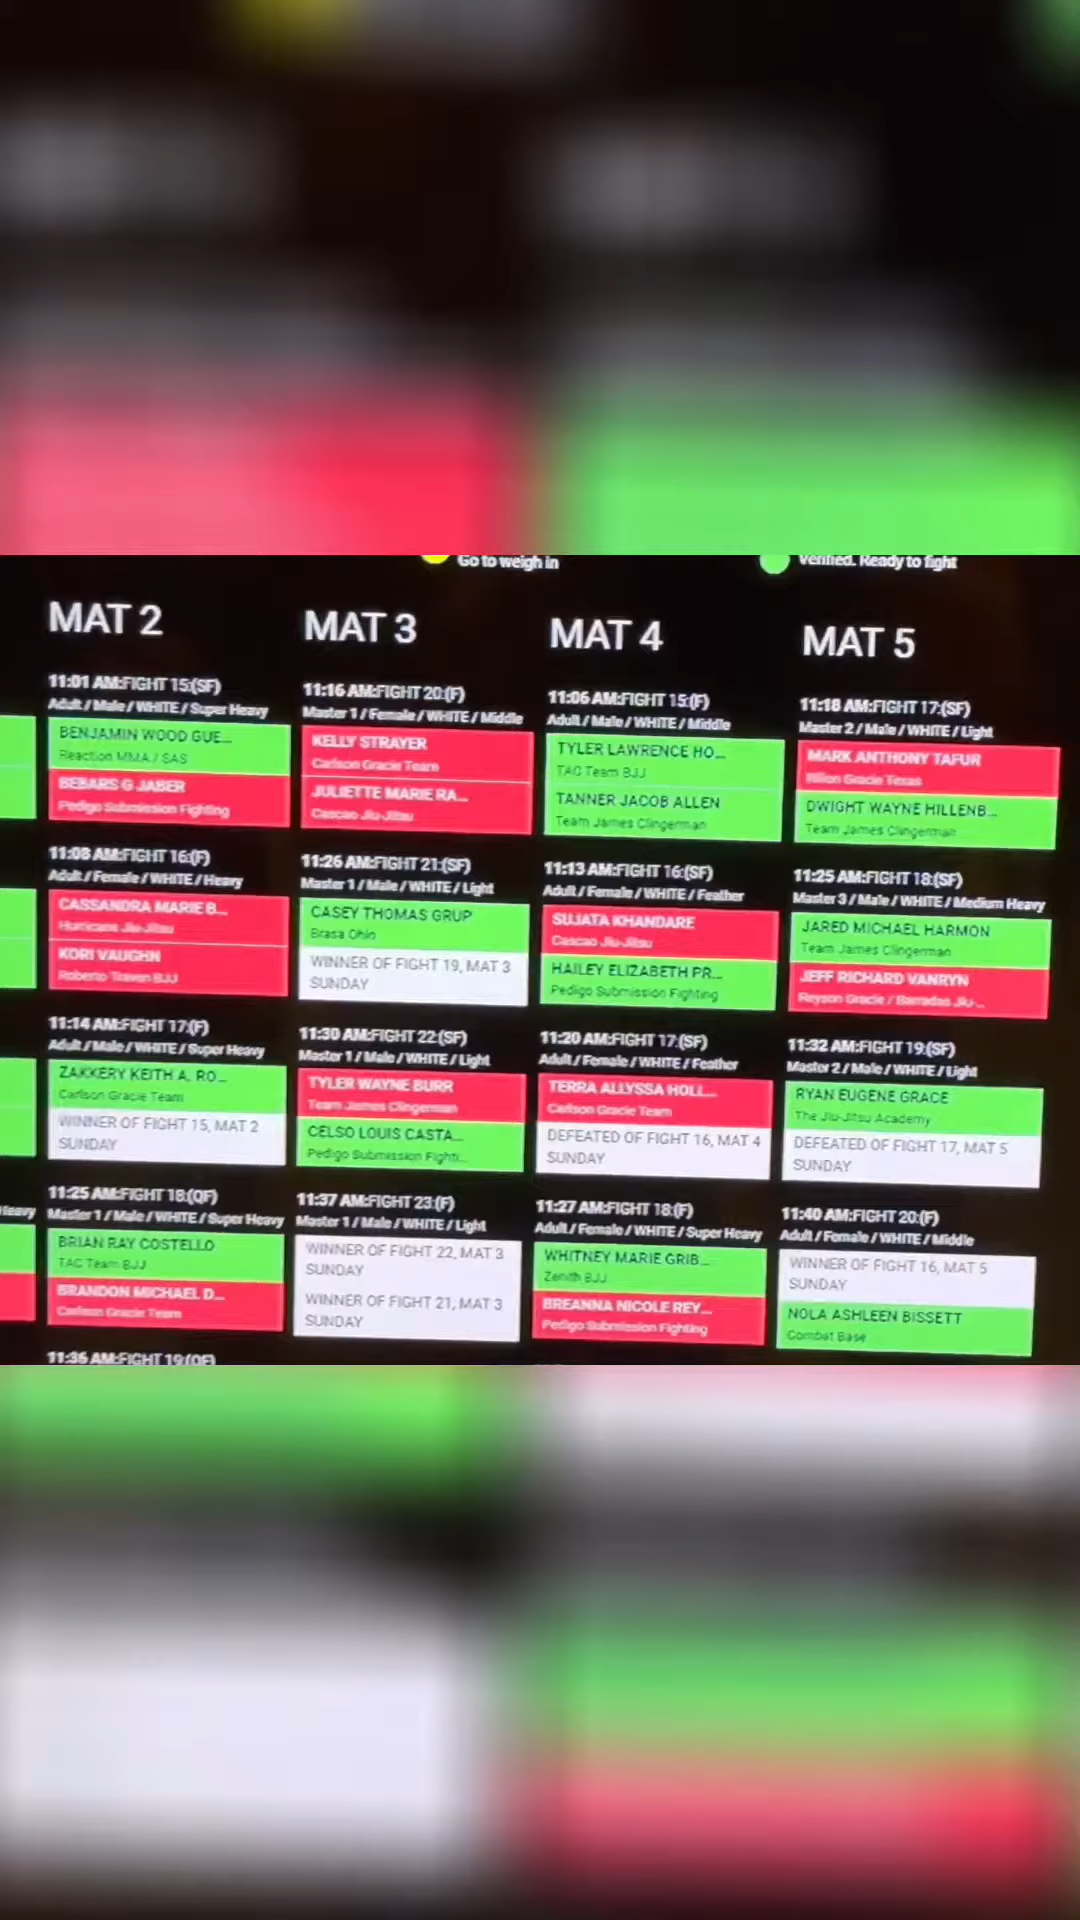 Go to weigh in
Verified. Ready to fight
MAT 2
11:01 AM:FIGHT 15:(SF)
Adult / Male / WHITE / Super Heavy
BENJAMIN WOOD GUE...
Reaction MMA / SAS
BEBARS G JABER
Pedigo Submission Fighting
11:08 AM:FIGHT 16:(F)
Adult / Female / WHITE / Heavy
CASSANDRA MARIE B...
Hurricane Jiu-Jitsu
KORI VAUGHN
Roberto Traven BJJ
11:14 AM:FIGHT 17:(F)
Adult / Male / WHITE / Super Heavy
ZAKKERY KEITH A. RO...
Carlson Gracie Team
WINNER OF FIGHT 15, MAT 2
SUNDAY
11:25 AM:FIGHT 18:(QF)
Master 1 / Male / WHITE / Super Heavy
BRIAN RAY COSTELLO
TAC Team BJJ
BRANDON MICHAEL D...
Carlson Gracie Team
11:35 AM:FIGHT 19:(QF)
MAT 3
11:16 AM:FIGHT 20:(F)
Master 1 / Female / WHITE / Middle
KELLY STRAYER
Carlson Gracie Team
JULIETTE MARIE RA...
Cascao Jiu-Jitsu
11:26 AM:FIGHT 21:(SF)
Master 1 / Male / WHITE / Light
CASEY THOMAS GRUP
Brasa Ohio
WINNER OF FIGHT 19, MAT 3
SUNDAY
11:30 AM:FIGHT 22:(SF)
Master 1 / Male / WHITE / Light
TYLER WAYNE BURR
Team James Clingerman
CELSO LOUIS CASTA...
Pedigo Submission Fighti...
11:37 AM:FIGHT 23:(F)
Master 1 / Male / WHITE / Light
WINNER OF FIGHT 22, MAT 3
SUNDAY
WINNER OF FIGHT 21, MAT 3
SUNDAY
MAT 4
11:06 AM:FIGHT 15:(F)
Adult / Male / WHITE / Middle
TYLER LAWRENCE HO...
TAC Team BJJ
TANNER JACOB ALLEN
Team James Clingerman
11:13 AM:FIGHT 16:(SF)
Adult / Female / WHITE / Feather
SUJATA KHANDARE
Cascao Jiu-Jitsu
HAILEY ELIZABETH PR...
Pedigo Submission Fighting
11:20 AM:FIGHT 17:(SF)
Adult / Female / WHITE / Feather
TERRA ALLYSSA HOLL...
Carlson Gracie Team
DEFEATED OF FIGHT 16, MAT 4
SUNDAY
11:27 AM:FIGHT 18:(F)
Adult / Female / WHITE / Super Heavy
WHITNEY MARIE GRIB...
Zenith BJJ
BREANNA NICOLE REY...
Pedigo Submission Fighting
MAT 5
11:18 AM:FIGHT 17:(SF)
Master 2 / Male / WHITE / Light
MARK ANTHONY TAFUR
Rillion Gracie Texas
DWIGHT WAYNE HILLENB...
Team James Clingerman
11:25 AM:FIGHT 18:(SF)
Master 3 / Male / WHITE / Medium Heavy
JARED MICHAEL HARMON
Team James Clingerman
JEFF RICHARD VANRYN
Reyson Gracie / Barradas Jiu-...
11:32 AM:FIGHT 19:(SF)
Master 2 / Male / WHITE / Light
RYAN EUGENE GRACE
The Jiu-Jitsu Academy
DEFEATED OF FIGHT 17, MAT 5
SUNDAY
11:40 AM:FIGHT 20:(F)
Adult / Female / WHITE / Middle
WINNER OF FIGHT 16, MAT 5
SUNDAY
NOLA ASHLEEN BISSETT
Combat Base